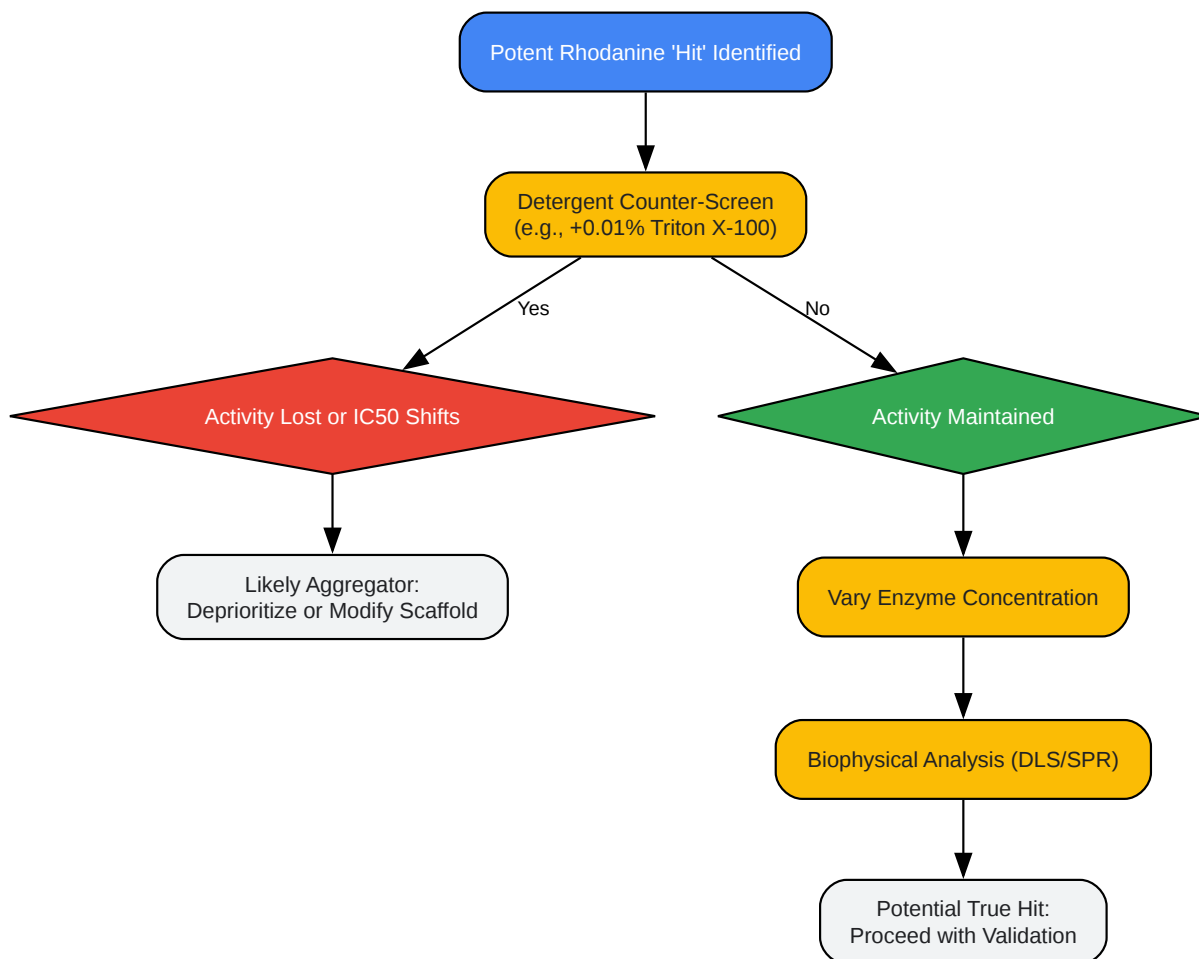 Potent Rhodanine 'Hit' Identified
Detergent Counter-Screen
(e.g., +0.01% Triton X-100)
Yes
No
Activity Lost or IC50 Shifts
Activity Maintained
Likely Aggregator:
Deprioritize or Modify Scaffold
Vary Enzyme Concentration
Biophysical Analysis (DLS/SPR)
Potential True Hit:
Proceed with Validation